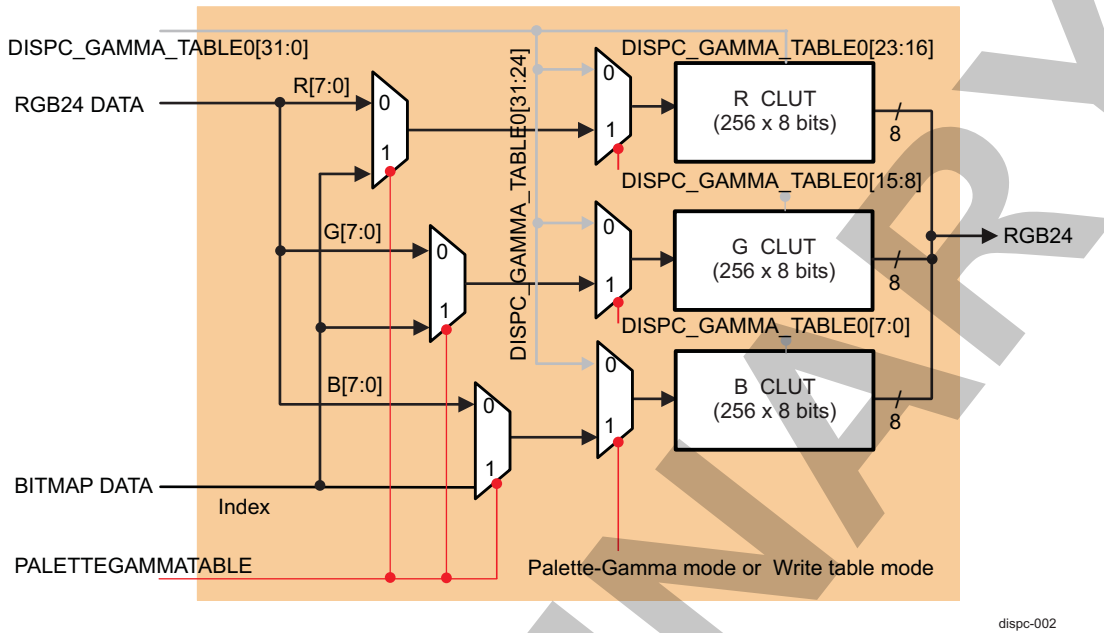 DISPC_GAMMA_TABLE0[31:0]
DISPC_GAMMA_TABLE0[23:16]
RGB24 DATA
R[7:0]
0
1
DISPC_GAMMA_TABLE0[31:24]
0
1
R CLUT
(256 x 8 bits)
8
DISPC_GAMMA_TABLE0[15:8]
G[7:0]
0
1
0
1
G CLUT
(256 x 8 bits)
8
RGB24
DISPC_GAMMA_TABLE0[7:0]
B[7:0]
0
1
0
1
B CLUT
(256 x 8 bits)
8
BITMAP DATA
Index
PALETTEGAMMATABLE
Palette-Gamma mode or Write table mode
dispc-002
NARY